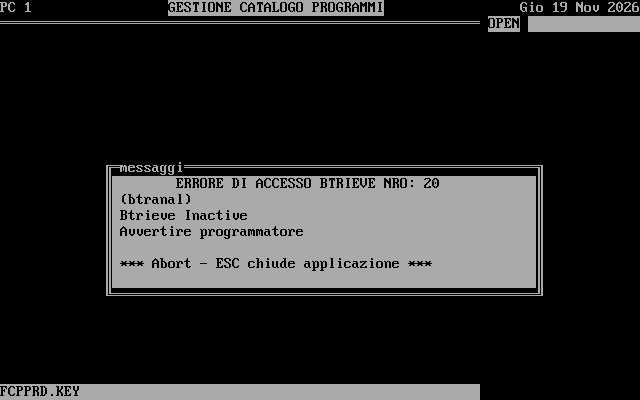 PC 1 GESTIONE CATALOGO PROGRAMMI Gio 19 Nov 2026
OPEN
messaggi
ERRORE DI ACCESSO BTRIEVE NRO: 20
(btranal)
Btrieve Inactive
Avvertire programmatore
*** Abort - ESC chiude applicazione ***
FCPPRD.KEY